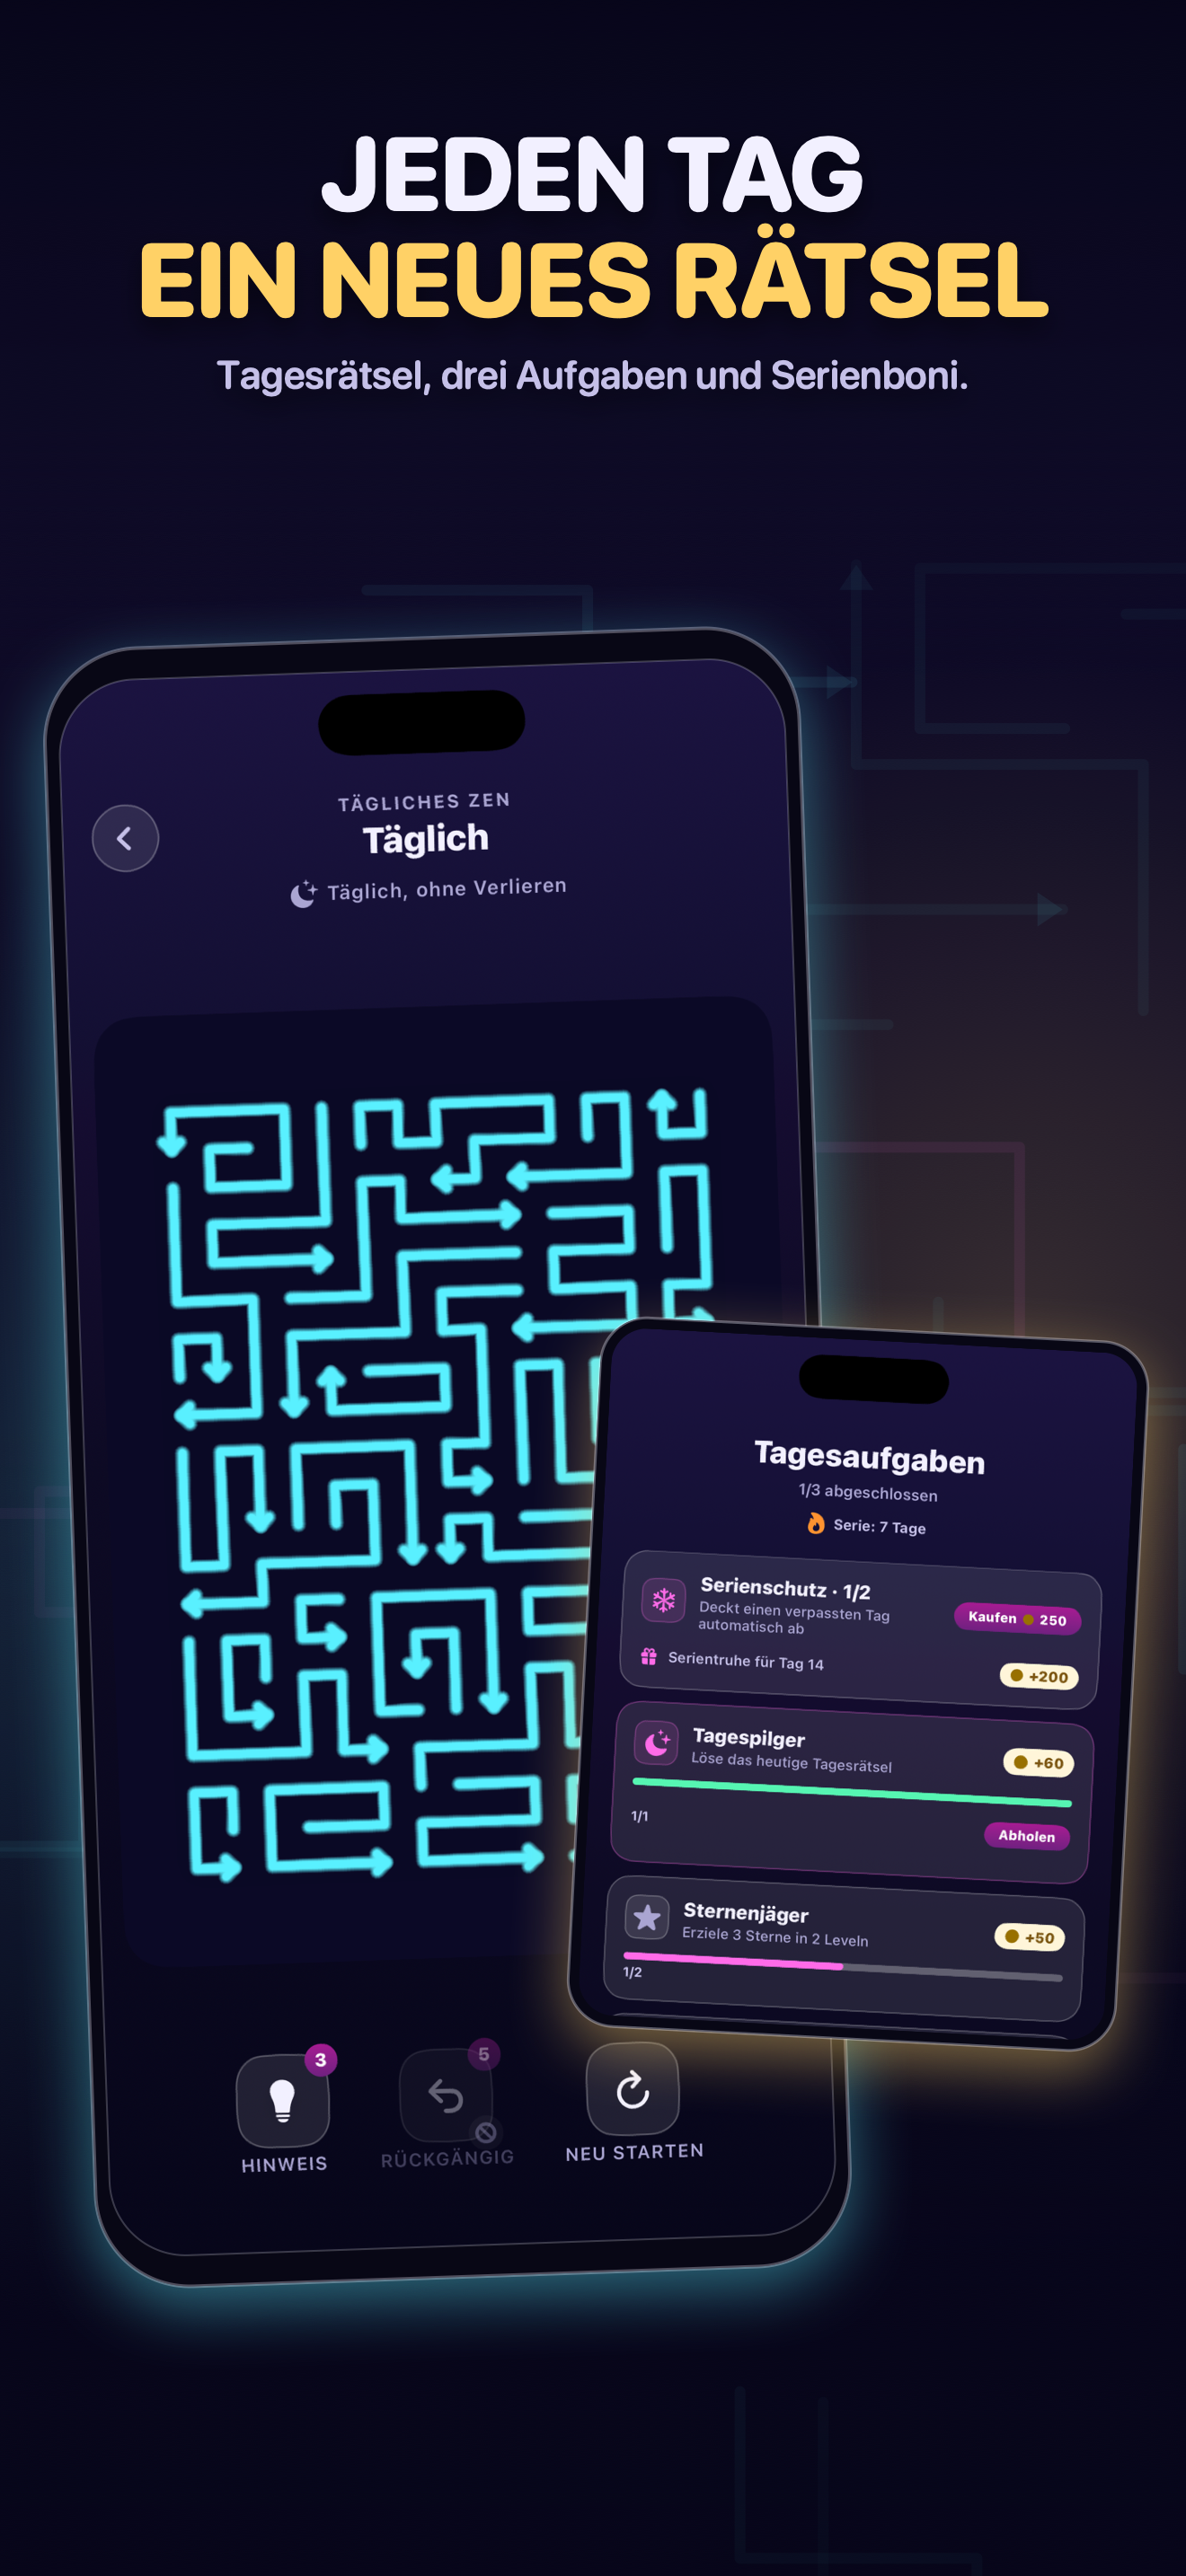 JEDEN TAG
EIN NEUES RÄTSEL
Tagesrätsel, drei Aufgaben und Serienboni.
TÄGLICHES ZEN
Täglich
Täglich, ohne Verlieren
Tagesaufgaben
1/3 abgeschlossen
Serie: 7 Tage
Serienschutz · 1/2
Deckt einen verpassten Tag
automatisch ab
Kaufen 250
Serientruhe für Tag 14
+200
Tagespilger
Löse das heutige Tagesrätsel
+60
1/1
Abholen
Sternenjäger
Erziele 3 Sterne in 2 Leveln
+50
1/2
3
5
HINWEIS
RÜCKGÄNGIG
NEU STARTEN